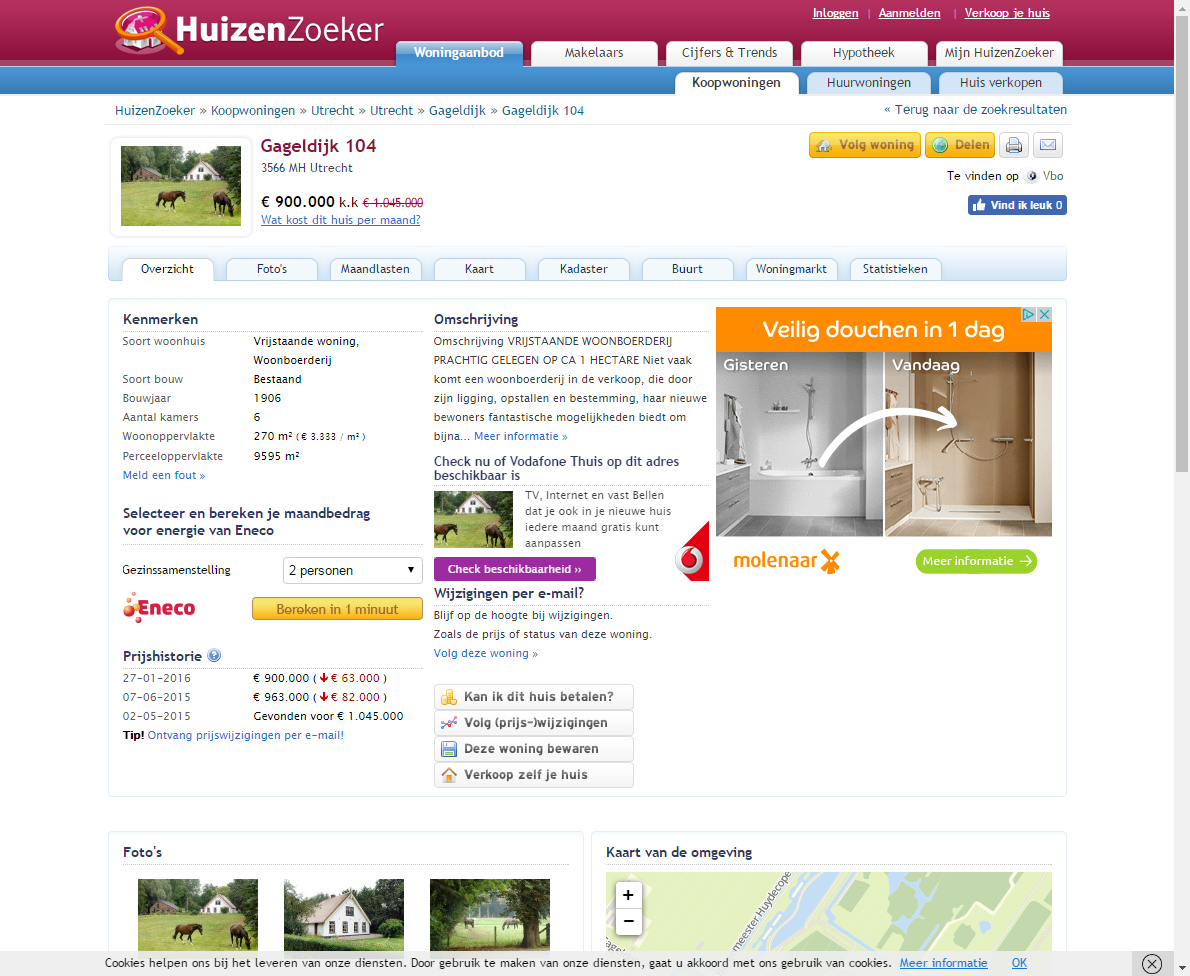 HuizenZoeker
Inloggen | Aanmelden | Verkoop je huis
Woningaanbod
Makelaars
Cijfers & Trends
Hypotheek
Mijn HuizenZoeker
Koopwoningen
Huurwoningen
Huis verkopen
HuizenZoeker » Koopwoningen » Utrecht » Utrecht » Gageldijk » Gageldijk 104
« Terug naar de zoekresultaten
Gageldijk 104
3566 MH Utrecht
€ 900.000 k.k € 1.045.000
Wat kost dit huis per maand?
Volg woning
Delen
Te vinden op Vbo
Vind ik leuk 0
Overzicht
Foto's
Maandlasten
Kaart
Kadaster
Buurt
Woningmarkt
Statistieken
Kenmerken
Soort woonhuis Vrijstaande woning,
Woonboerderij
Soort bouw Bestaand
Bouwjaar 1906
Aantal kamers 6
Woonoppervlakte 270 m² ( € 3.333 / m² )
Perceeloppervlakte 9595 m²
Meld een fout »
Selecteer en bereken je maandbedrag
voor energie van Eneco
Gezinssamenstelling 2 personen
Eneco
Bereken in 1 minuut
Prijshistorie ?
27-01-2016 € 900.000 ( € 63.000 )
07-06-2015 € 963.000 ( € 82.000 )
02-05-2015 Gevonden voor € 1.045.000
Tip! Ontvang prijswijzigingen per e-mail!
Omschrijving
Omschrijving VRIJSTAANDE WOONBOERDERIJ
PRACHTIG GELEGEN OP CA 1 HECTARE Niet vaak
komt een woonboerderij in de verkoop, die door
zijn ligging, opstallen en bestemming, haar nieuwe
bewoners fantastische mogelijkheden biedt om
bijna... Meer informatie »
Check nu of Vodafone Thuis op dit adres
beschikbaar is
TV, Internet en vast Bellen
dat je ook in je nieuwe huis
iedere maand gratis kunt
aanpassen
Check beschikbaarheid ››
Wijzigingen per e-mail?
Blijf op de hoogte bij wijzigingen.
Zoals de prijs of status van deze woning.
Volg deze woning »
Kan ik dit huis betalen?
Volg (prijs-)wijzigingen
Deze woning bewaren
Verkoop zelf je huis
Veilig douchen in 1 dag
Gisteren
Vandaag
molenaar
Meer informatie →
Foto's
Kaart van de omgeving
+
−
meester Huydecope
Gagel
Cookies helpen ons bij het leveren van onze diensten. Door gebruik te maken van onze diensten, gaat u akkoord met ons gebruik van cookies. Meer informatie OK